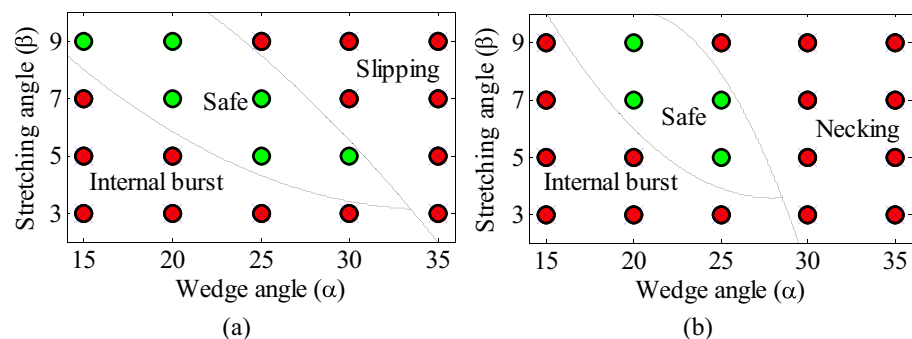 Stretching angle (β)
9
7
5
3
Slipping
Safe
Internal burst
15 20 25 30 35
Wedge angle (α)
(a)
Stretching angle (β)
9
7
5
3
Safe
Necking
Internal burst
15 20 25 30 35
Wedge angle (α)
(b)